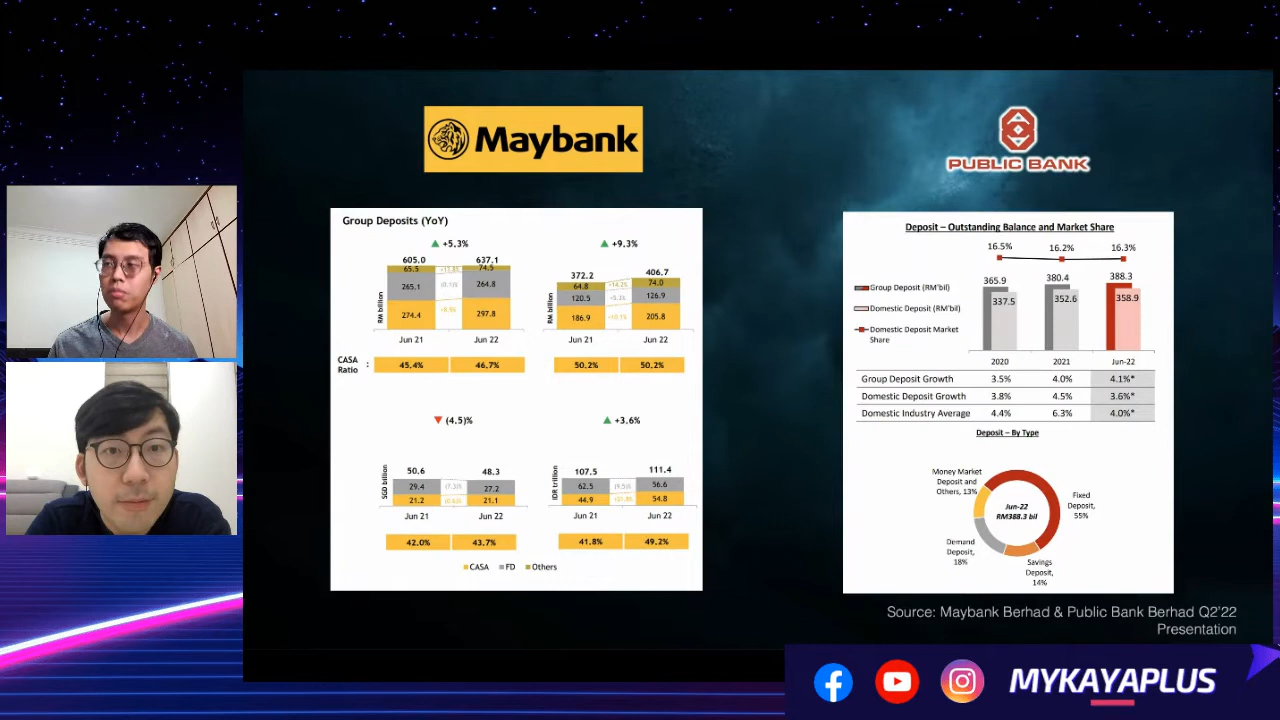 Maybank
PUBLIC BANK
Group Deposits (YoY)
+5.3%
+9.3%
605.0
637.1
65.5
74.5
265.1
264.8
274.4
297.8
RM billion
Jun 21
Jun 22
372.2
406.7
64.8
74.0
120.5
126.9
186.9
205.8
RM billion
Jun 21
Jun 22
CASA
Ratio :
45.4%
46.7%
50.2%
50.2%
(4.5)%
+3.6%
50.6
48.3
29.4
27.2
21.2
21.1
SGD billion
Jun 21
Jun 22
107.5
111.4
62.5
56.6
44.9
54.8
IDR trillion
Jun 21
Jun 22
42.0%
43.7%
41.8%
49.2%
CASA FD Others
Deposit – Outstanding Balance and Market Share
16.5%
16.2%
16.3%
365.9
380.4
388.3
337.5
352.6
358.9
Group Deposit (RM'bil)
Domestic Deposit (RM'bil)
Domestic Deposit Market
Share
2020 2021 Jun-22
Group Deposit Growth 3.5% 4.0% 4.1%*
Domestic Deposit Growth 3.8% 4.5% 3.6%*
Domestic Industry Average 4.4% 6.3% 4.0%*
Deposit – By Type
Money Market
Deposit and
Others, 13%
Fixed
Deposit,
55%
Jun-22
RM388.3 bil
Demand
Deposit,
18%
Savings
Deposit,
14%
Source: Maybank Berhad & Public Bank Berhad Q2'22
Presentation
MYKAYAPLUS